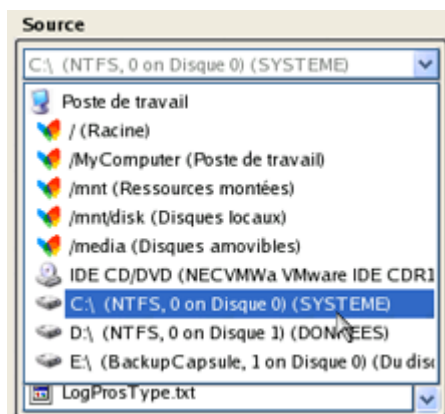 Source
C:\ (NTFS, 0 on Disque 0) (SYSTEME)
Poste de travail
/ (Racine)
/MyComputer (Poste de travail)
/mnt (Ressources montées)
/mnt/disk (Disques locaux)
/media (Disques amovibles)
IDE CD/DVD (NECVMWa VMware IDE CDR1
C:\ (NTFS, 0 on Disque 0) (SYSTEME)
D:\ (NTFS, 0 on Disque 1) (DONNEES)
E:\ (BackupCapsule, 1 on Disque 0) (Du disq
LogProsType.txt